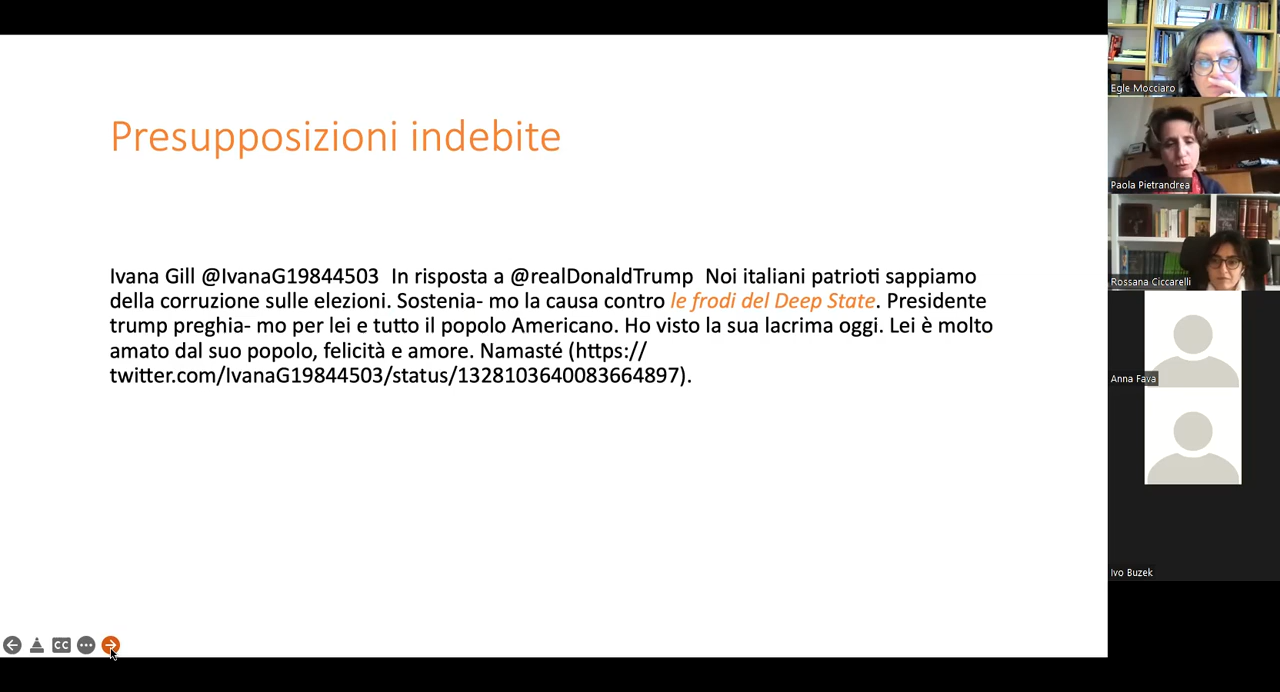 Presupposizioni indebite
Ivana Gill @IvanaG19844503 In risposta a @realDonaldTrump Noi italiani patrioti sappiamo
della corruzione sulle elezioni. Sostenia- mo la causa contro le frodi del Deep State. Presidente
trump preghia- mo per lei e tutto il popolo Americano. Ho visto la sua lacrima oggi. Lei è molto
amato dal suo popolo, felicità e amore. Namasté (https://
twitter.com/IvanaG19844503/status/1328103640083664897).
CC
Egle Mocciaro
Paola Pietrandrea
Rossana Ciccarelli
Anna Fava
Ivo Buzek